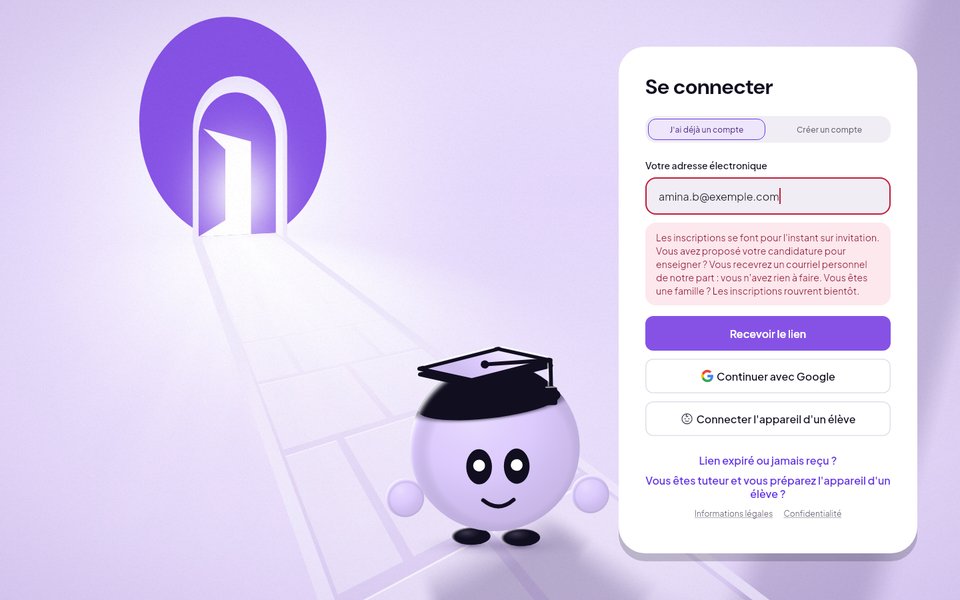 Se connecter
J'ai déjà un compte
Créer un compte
Votre adresse électronique
amina.b@exemple.com
Les inscriptions se font pour l'instant sur invitation.
Vous avez proposé votre candidature pour
enseigner ? Vous recevrez un courriel personnel
de notre part : vous n'avez rien à faire. Vous êtes
une famille ? Les inscriptions rouvrent bientôt.
Recevoir le lien
Continuer avec Google
Connecter l'appareil d'un élève
Lien expiré ou jamais reçu ?
Vous êtes tuteur et vous préparez l'appareil d'un
élève ?
Informations légales
Confidentialité